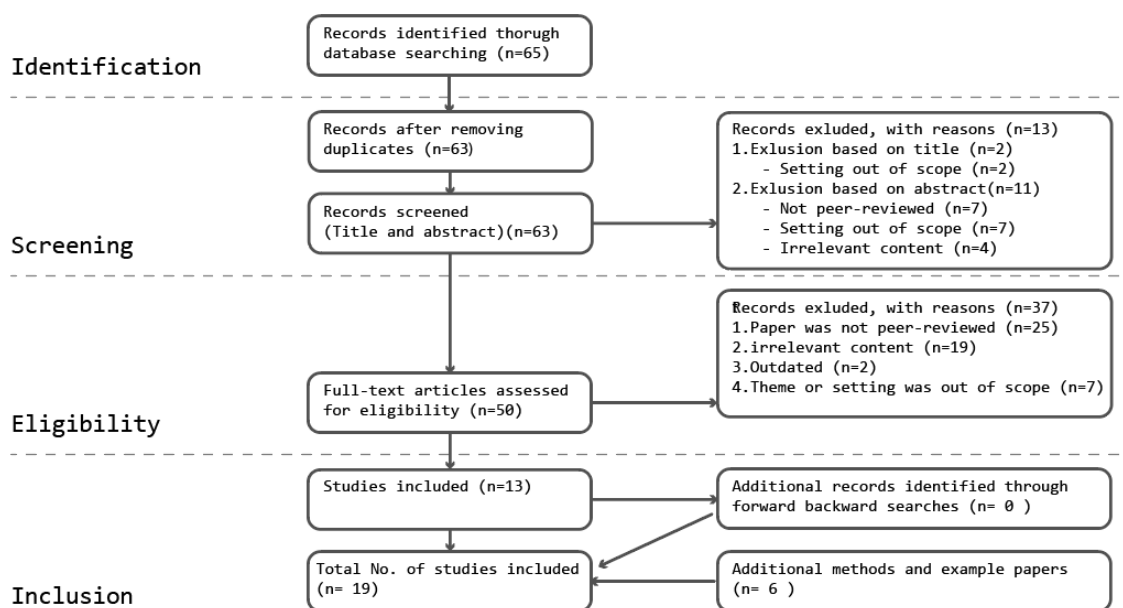 Identification
Records identified thorugh
database searching (n=65)
Records after removing
duplicates (n=63)
Records screened
(Title and abstract)(n=63)
Screening
Records exluded, with reasons (n=13)
1.Exlusion based on title (n=2)
- Setting out of scope (n=2)
2.Exlusion based on abstract(n=11)
- Not peer-reviewed (n=7)
- Setting out of scope (n=7)
- Irrelevant content (n=4)
Records exluded, with reasons (n=37)
1.Paper was not peer-reviewed (n=25)
2.irrelevant content (n=19)
3.Outdated (n=2)
4.Theme or setting was out of scope (n=7)
Full-text articles assessed
for eligibility (n=50)
Eligibility
Studies included (n=13)
Additional records identified through
forward backward searches (n= 0 )
Total No. of studies included
(n= 19)
Additional methods and example papers
(n= 6 )
Inclusion